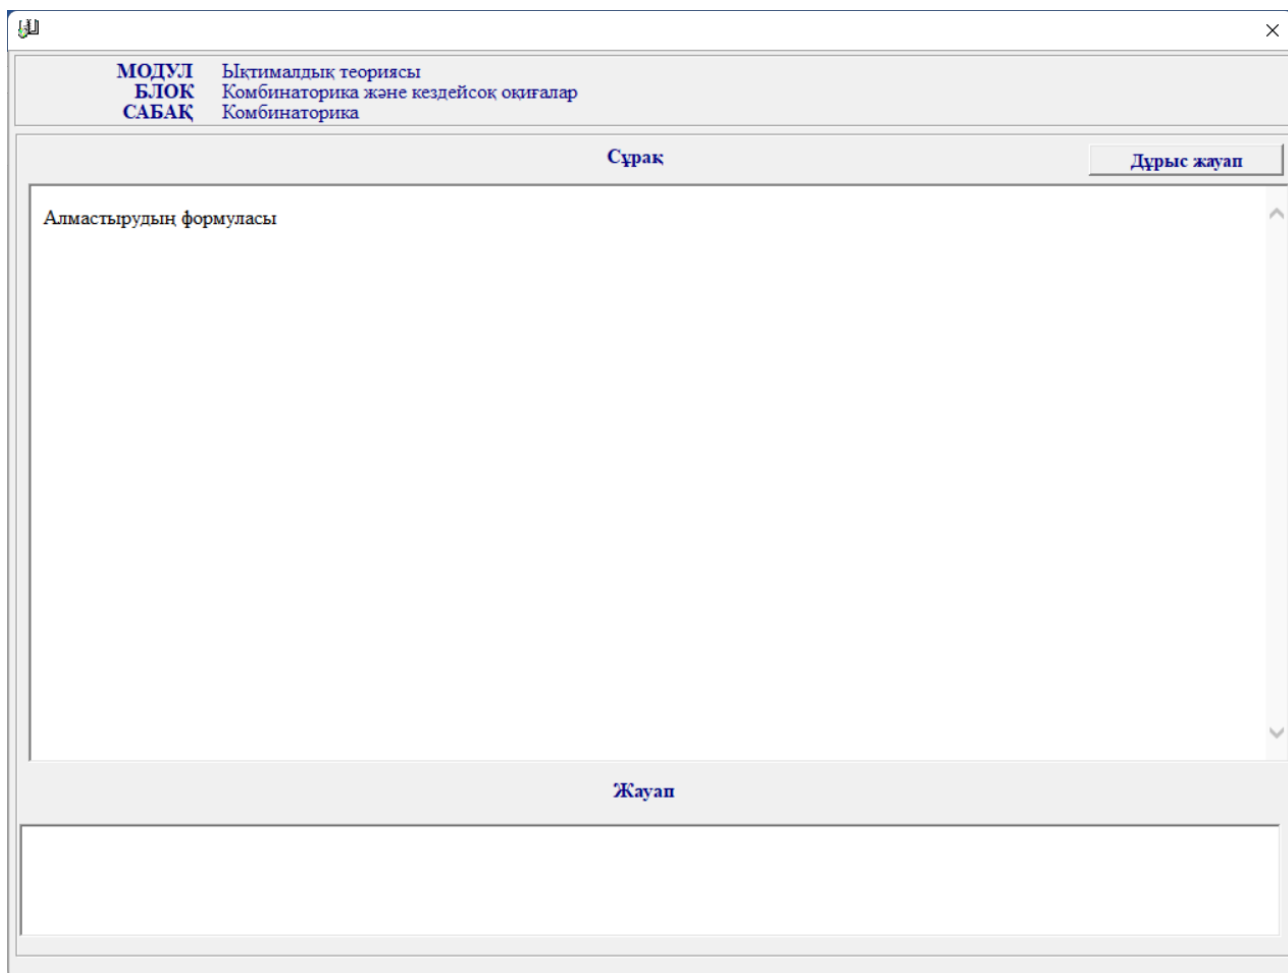 МОДУЛ Ықтималдық теориясы
БЛОК Комбинаторика және кездейсоқ оқиғалар
САБАҚ Комбинаторика
Сұрақ
Дұрыс жауап
Алмастырудың формуласы
Жауап